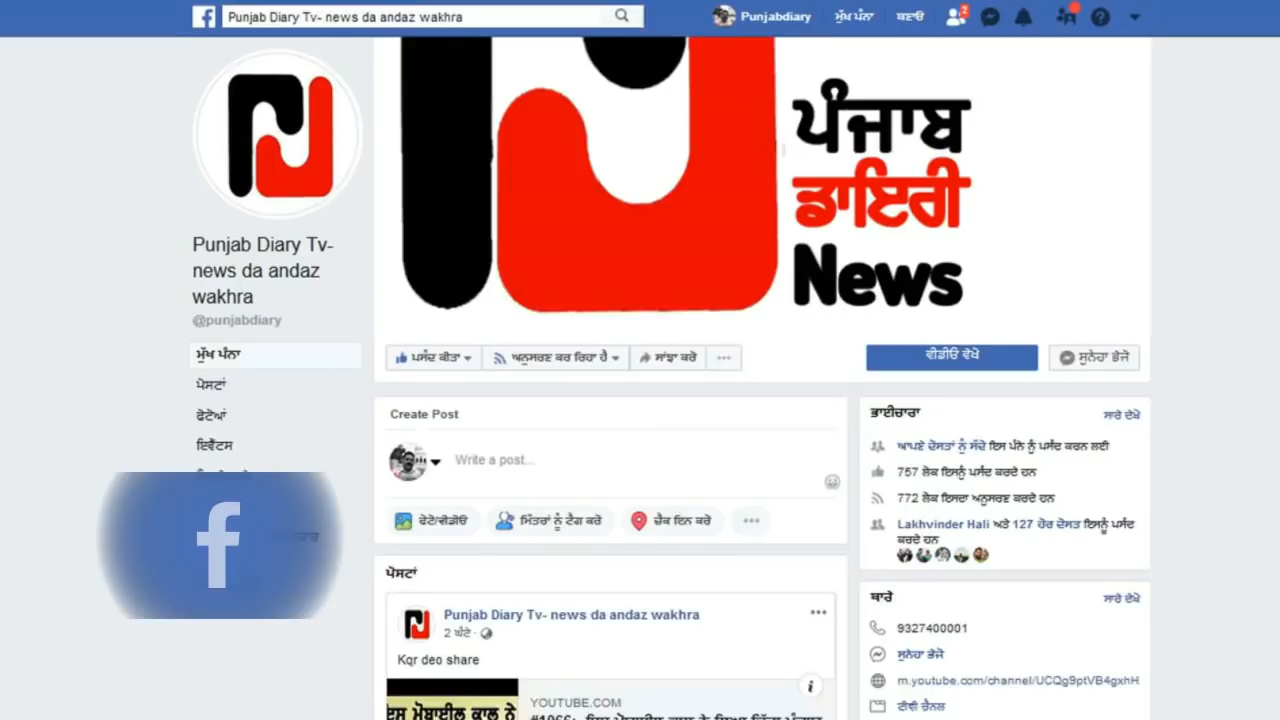 Punjab Diary Tv- news da andaz wakhra
Punjabdiary
ਮੁੱਖ ਪੰਨਾ
ਬਣਾਓ
2
ਪੰਜਾਬ
ਡਾਇਰੀ
News
Punjab Diary Tv-
news da andaz
wakhra
@punjabdiary
ਮੁੱਖ ਪੰਨਾ
ਪੋਸਟਾਂ
ਫੋਟੋਆਂ
ਇਵੈਂਟਸ
ਪਸੰਦ ਕੀਤਾ
ਅਨੁਸਰਣ ਕਰ ਰਿਹਾ ਹੈ
ਸਾਂਝਾ ਕਰੋ
ਵੀਡੀਓ ਵੇਖੋ
ਸੁਨੇਹਾ ਭੇਜੋ
Create Post
Write a post...
ਫੋਟੋ/ਵੀਡੀਓ
ਮਿੱਤਰਾਂ ਨੂੰ ਟੈਗ ਕਰੋ
ਚੈਕ ਇਨ ਕਰੋ
ਪੋਸਟਾਂ
Punjab Diary Tv- news da andaz wakhra
2 ਘੰਟੇ ·
Kqr deo share
ਇਸ ਮੋਬਾਈਲ ਕਾਲ ਨੇ
YOUTUBE.COM
ਭਾਈਚਾਰਾ
ਸਾਰੇ ਦੇਖੋ
ਆਪਣੇ ਦੋਸਤਾਂ ਨੂੰ ਸੱਦੋ ਇਸ ਪੰਨੇ ਨੂੰ ਪਸੰਦ ਕਰਨ ਲਈ
757 ਲੋਕ ਇਸਨੂੰ ਪਸੰਦ ਕਰਦੇ ਹਨ
772 ਲੋਕ ਇਸਦਾ ਅਨੁਸਰਣ ਕਰਦੇ ਹਨ
Lakhvinder Hali ਅਤੇ 127 ਹੋਰ ਦੋਸਤ ਇਸਨੂੰ ਪਸੰਦ
ਕਰਦੇ ਹਨ
ਬਾਰੇ
ਸਾਰੇ ਦੇਖੋ
9327400001
ਸੁਨੇਹਾ ਭੇਜੋ
m.youtube.com/channel/UCQg9ptVB4gxhH
ਟੀਵੀ ਚੈਨਲ